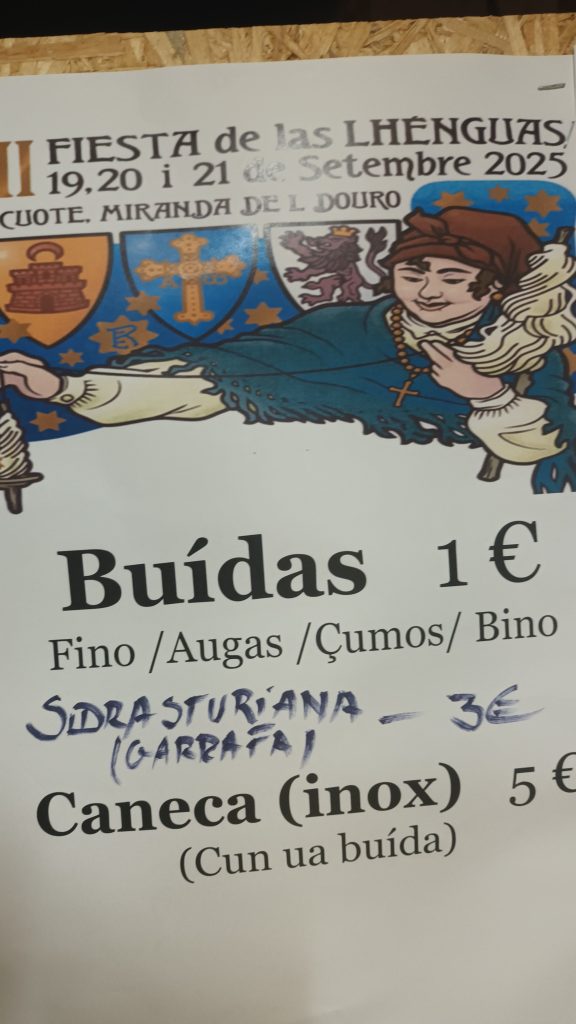 II FIESTA de las LHÉNGUAS
19, 20 i 21 de Setembre 2025
CUOTE. MIRANDA DE L DOURO
Buídas 1 €
Fino /Augas /Çumos/ Bino
SIDRASTURIANA - 3€
(GARRAFA)
Caneca (inox) 5 €
(Cun ua buída)